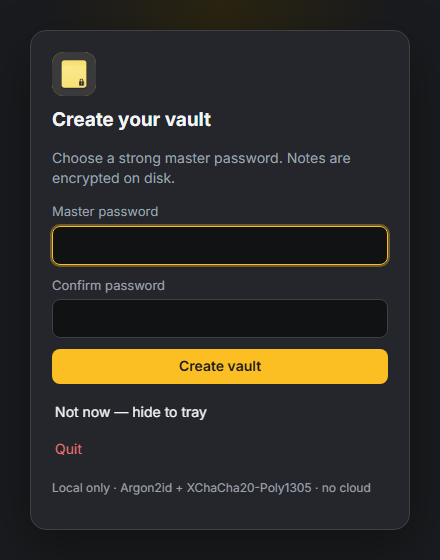 Create your vault
Choose a strong master password. Notes are
encrypted on disk.
Master password
Confirm password
Create vault
Not now — hide to tray
Quit
Local only · Argon2id + XChaCha20-Poly1305 · no cloud